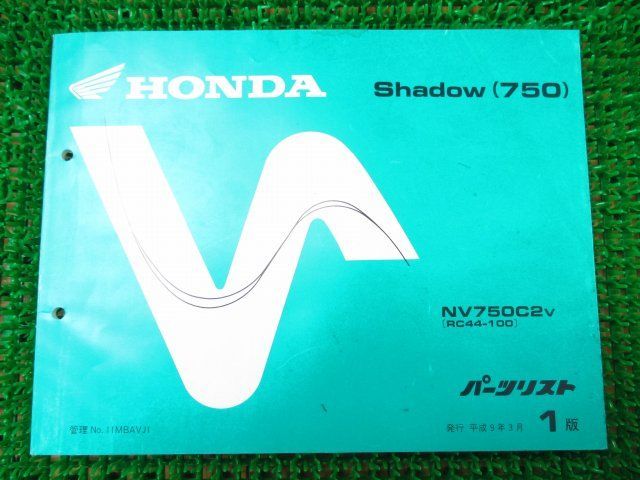 HONDA
Shadow (750)
NV750C2V
(RC44-100)
パーツリスト
管理 No.11MBAVJ1
発行 平成9年3月 1版